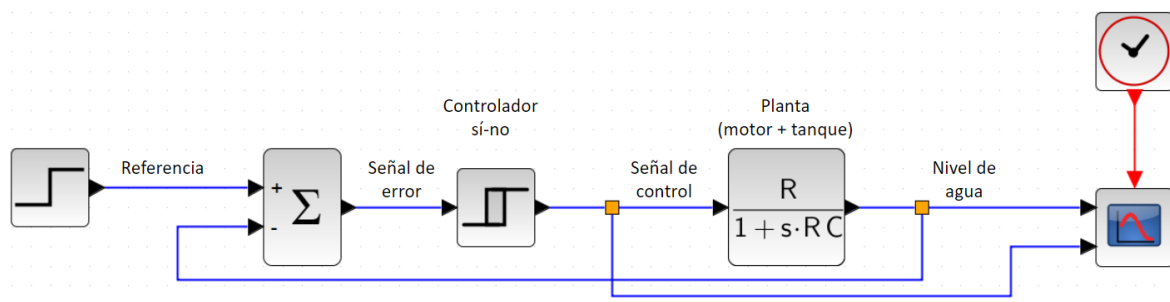 Controlador
sí-no
Planta
(motor + tanque)
Referencia
+
-
Σ
Señal de
error
Señal de
control
R
1 + s·R C
Nivel de
agua